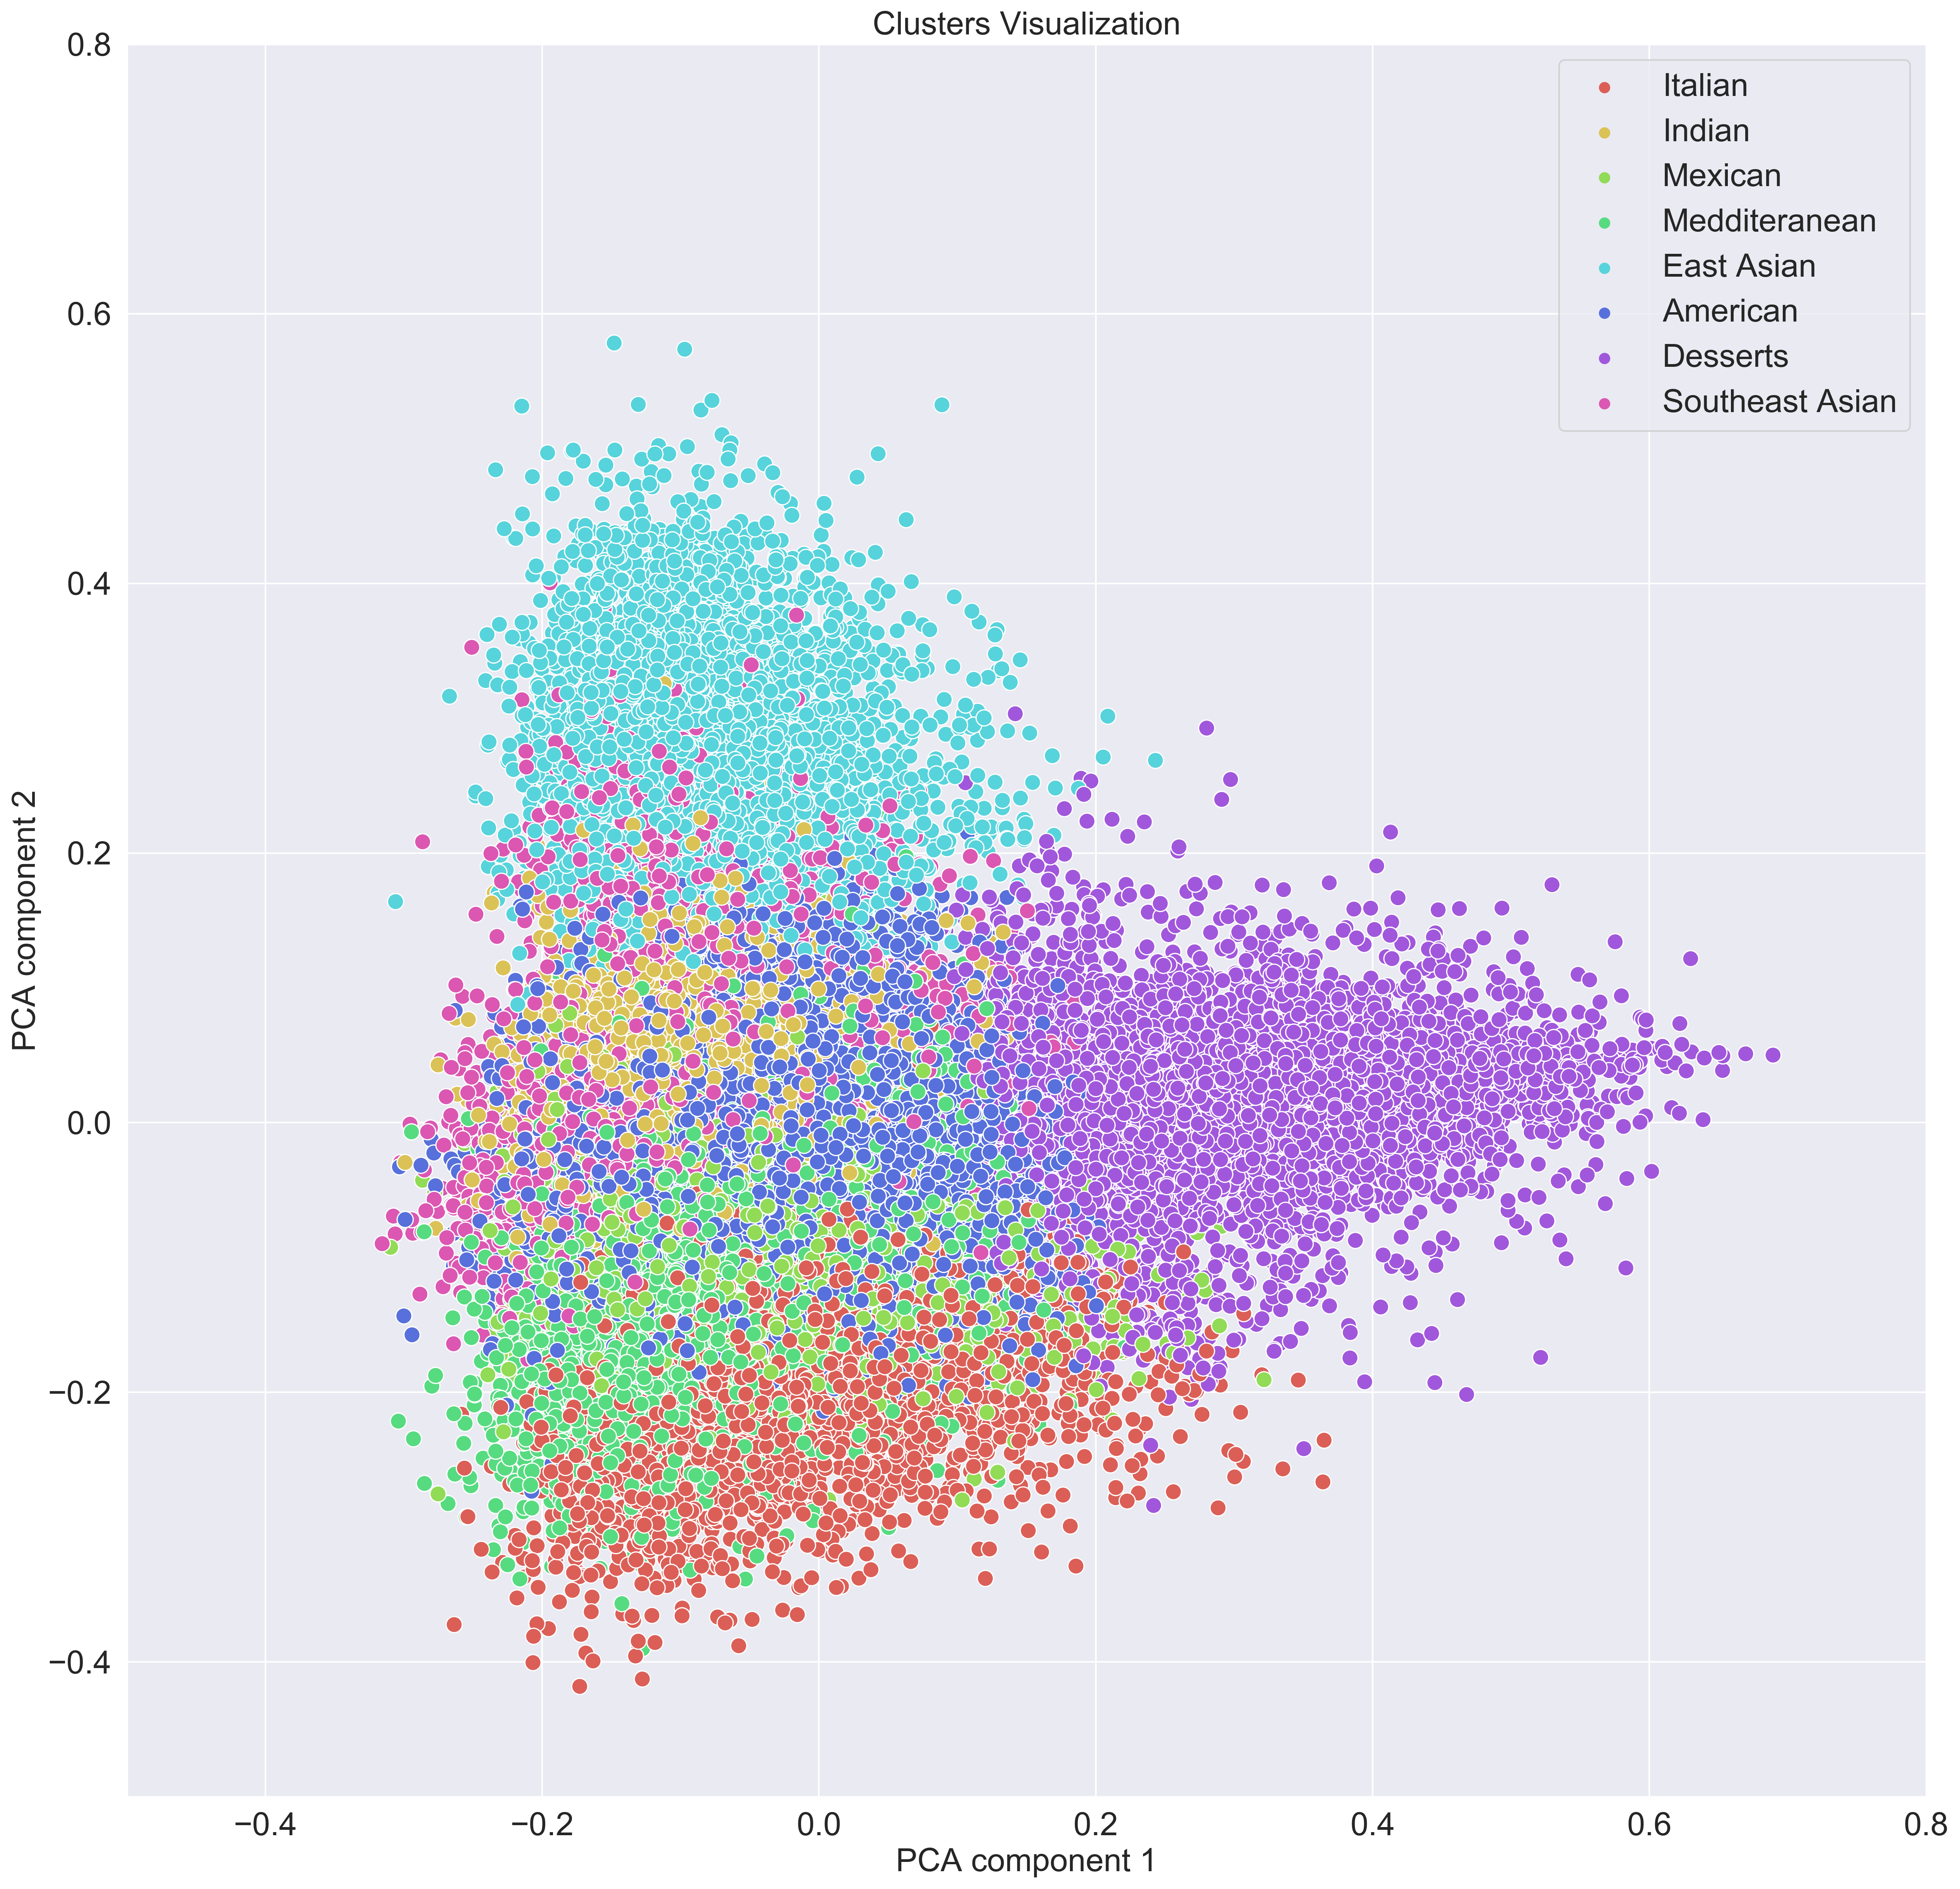 Clusters Visualization
0.8
0.6
0.4
0.2
0.0
−0.2
−0.4
PCA component 2
Italian
Indian
Mexican
Medditeranean
East Asian
American
Desserts
Southeast Asian
−0.4
−0.2
0.0
0.2
0.4
0.6
0.8
PCA component 1